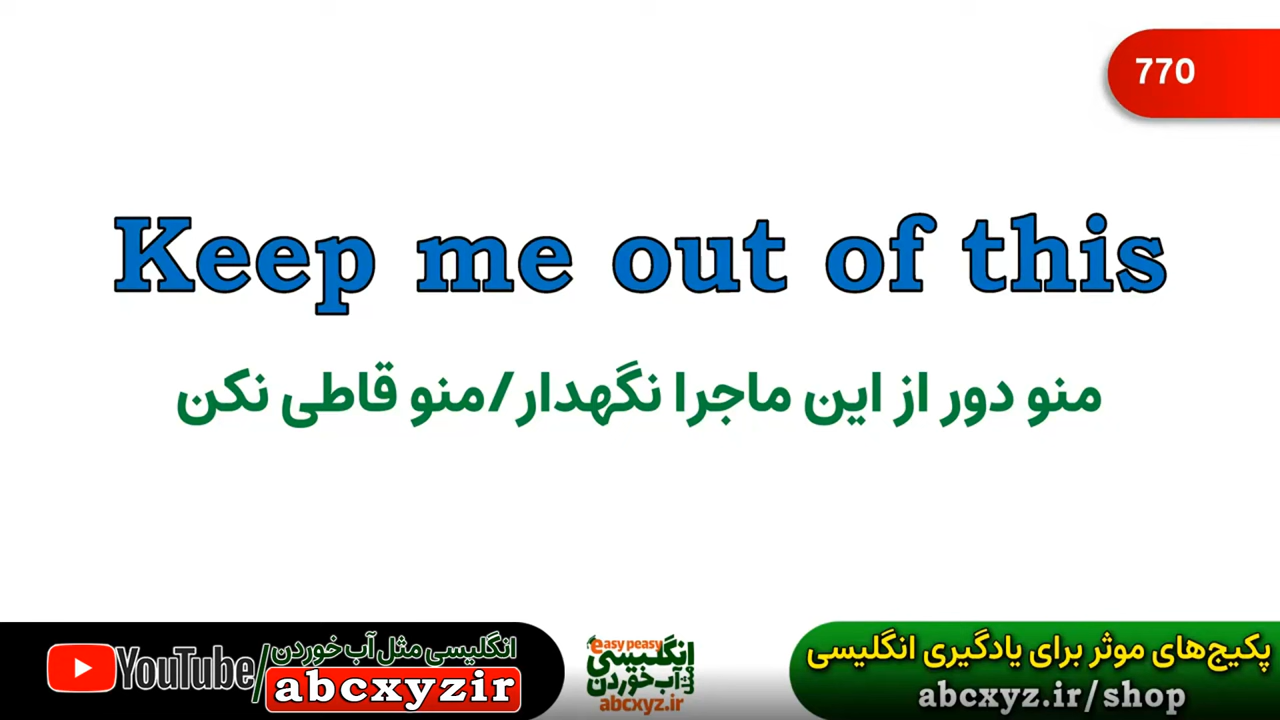 770
Keep me out of this
منو دور از این ماجرا نگهدار/منو قاطی نکن
YouTube/انگلیسی مثل آب خوردن
abcxyzir
easy peasy
انگلیسی
مثل آب خوردن
abcxyz.ir
پکیج‌های موثر برای یادگیری انگلیسی
abcxyz.ir/shop